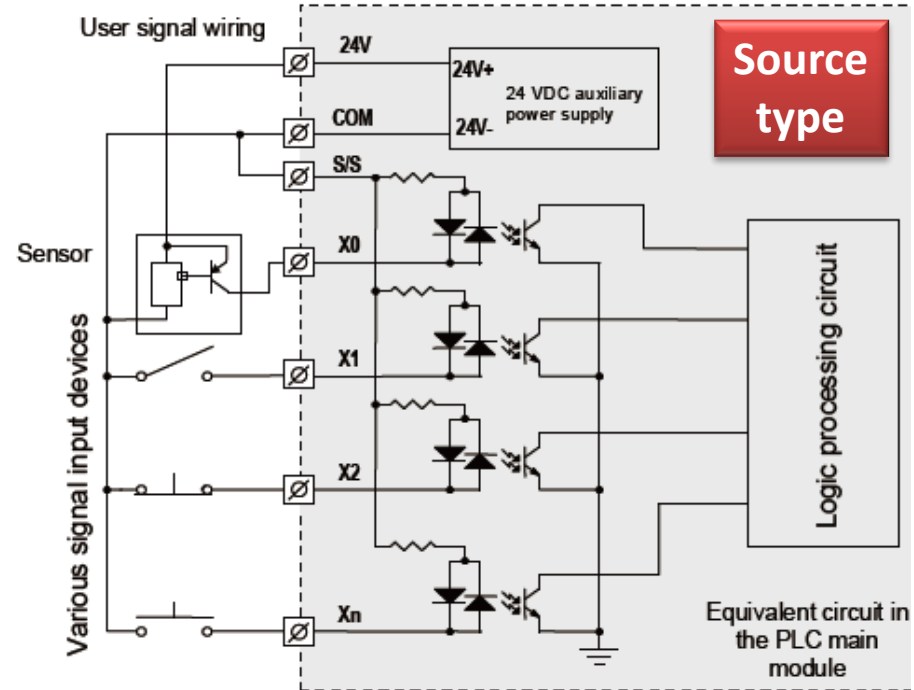 User signal wiring
24V
24V+
24 VDC auxiliary
power supply
Source
type
COM
24V-
S/S
Sensor
X0
X1
X2
Xn
Various signal input devices
Logic processing circuit
Equivalent circuit in
the PLC main
module